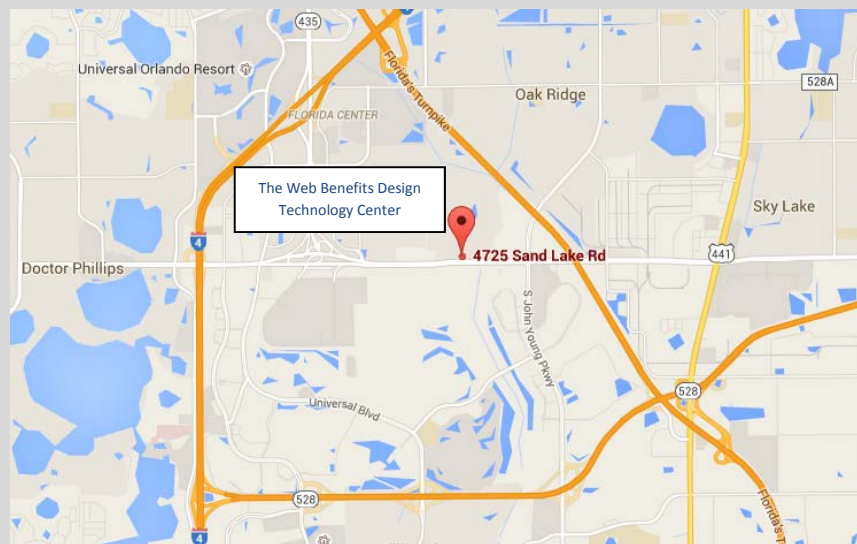 435
Universal Orlando Resort
4
Florida's Turnpike
528A
Oak Ridge
FLORIDA CENTER
The Web Benefits Design
Technology Center
Sky Lake
4
441
4725 Sand Lake Rd
Doctor Phillips
S John Young Pkwy
528
Universal Blvd
528
Florida's T
4